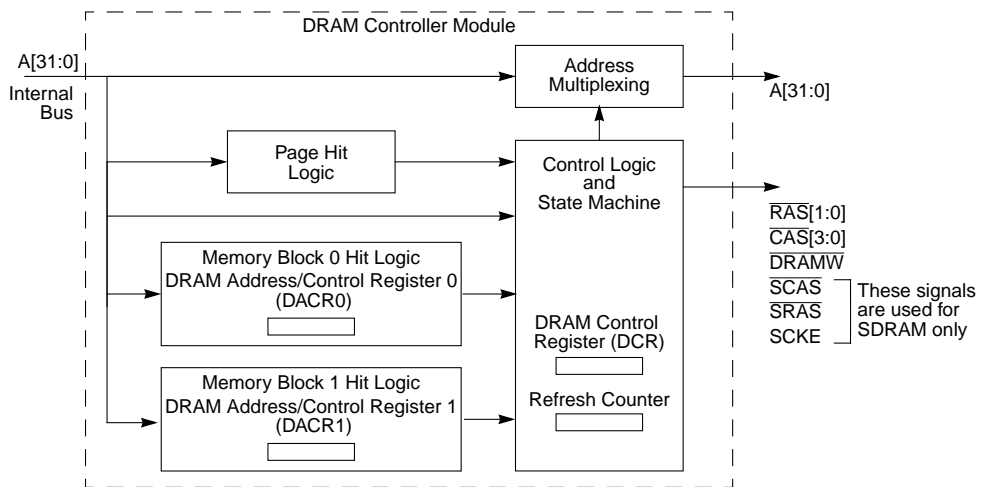 DRAM Controller Module
A[31:0]
Internal
Bus
Address
Multiplexing
A[31:0]
Page Hit
Logic
Control Logic
and
State Machine
RAS[1:0]
CAS[3:0]
DRAMW
SCAS
SRAS
SCKE
These signals
are used for
SDRAM only
Memory Block 0 Hit Logic
DRAM Address/Control Register 0
(DACR0)
DRAM Control
Register (DCR)
Refresh Counter
Memory Block 1 Hit Logic
DRAM Address/Control Register 1
(DACR1)